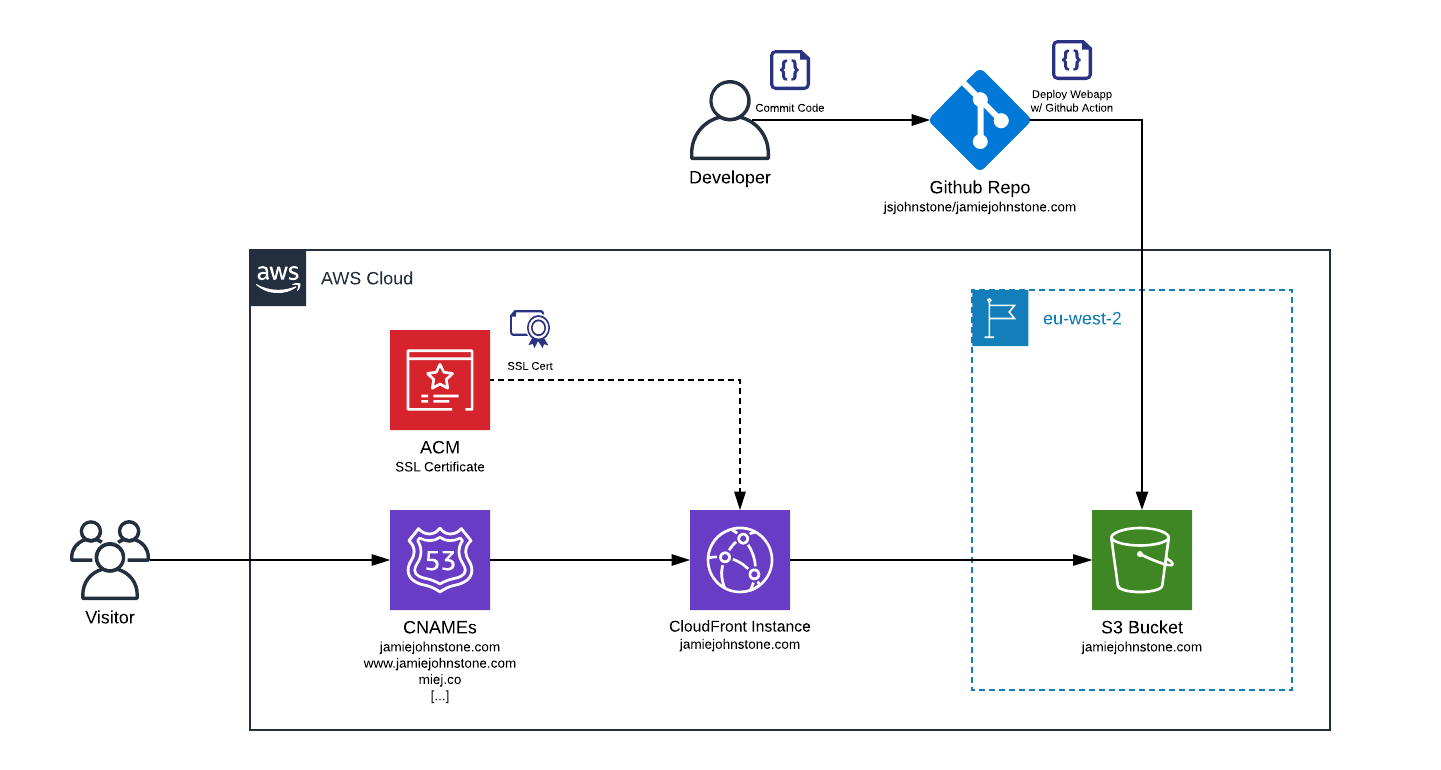 Commit Code
Deploy Webapp
w/ Github Action
Developer
Github Repo
jsjohnstone/jamiejohnstone.com
aws
AWS Cloud
eu-west-2
SSL Cert
ACM
SSL Certificate
53
Visitor
CNAMEs
jamiejohnstone.com
www.jamiejohnstone.com
miej.co
[...]
CloudFront Instance
jamiejohnstone.com
S3 Bucket
jamiejohnstone.com